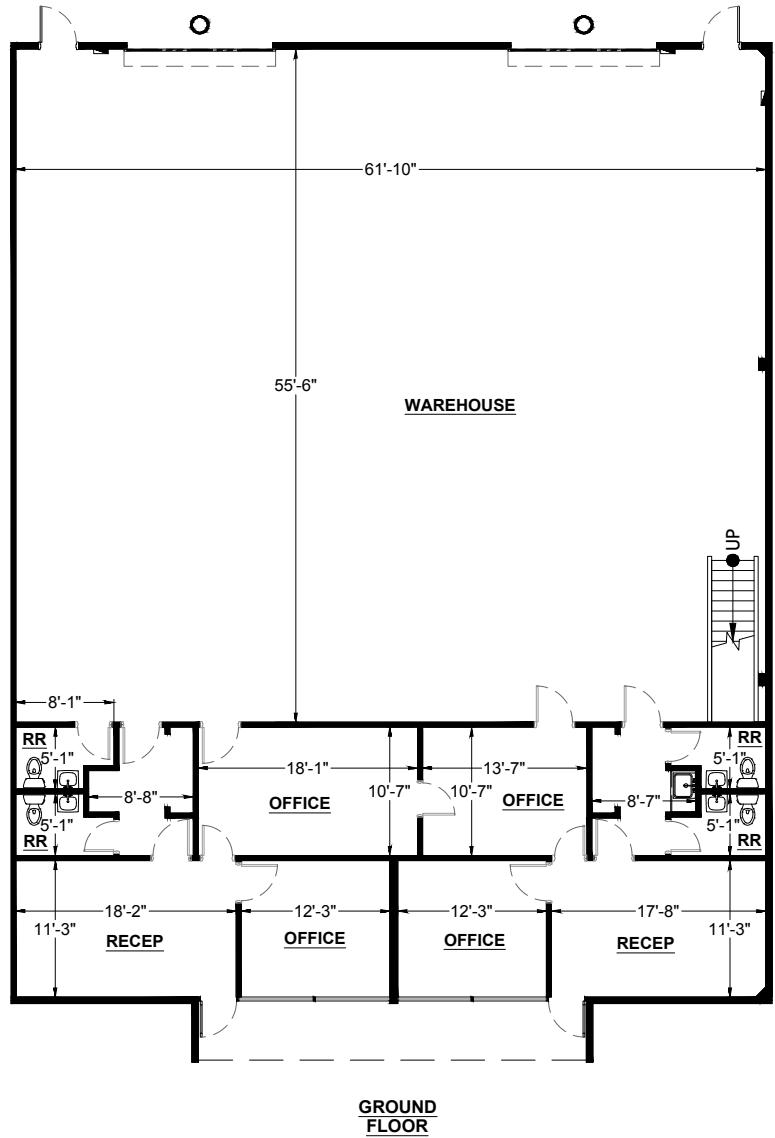 61'-10"
55'-6"
WAREHOUSE
UP
8'-1"
RR
5'-1"
18'-1"
10'-7"
OFFICE
13'-7"
10'-7"
OFFICE
RR
5'-1"
8'-8"
8'-7"
5'-1"
RR
5'-1"
RR
18'-2"
11'-3"
RECEP
12'-3"
OFFICE
12'-3"
OFFICE
17'-8"
11'-3"
RECEP
GROUND
FLOOR